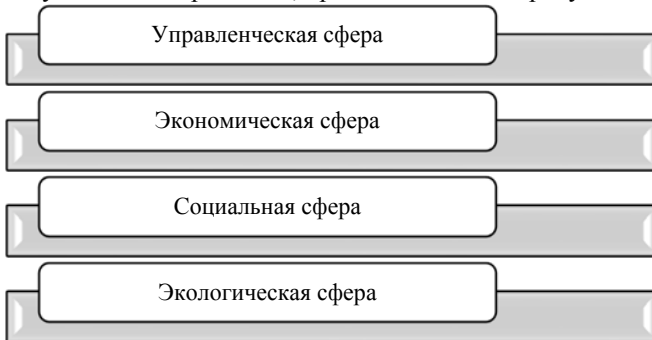 Управленческая сфера
Экономическая сфера
Социальная сфера
Экологическая сфера